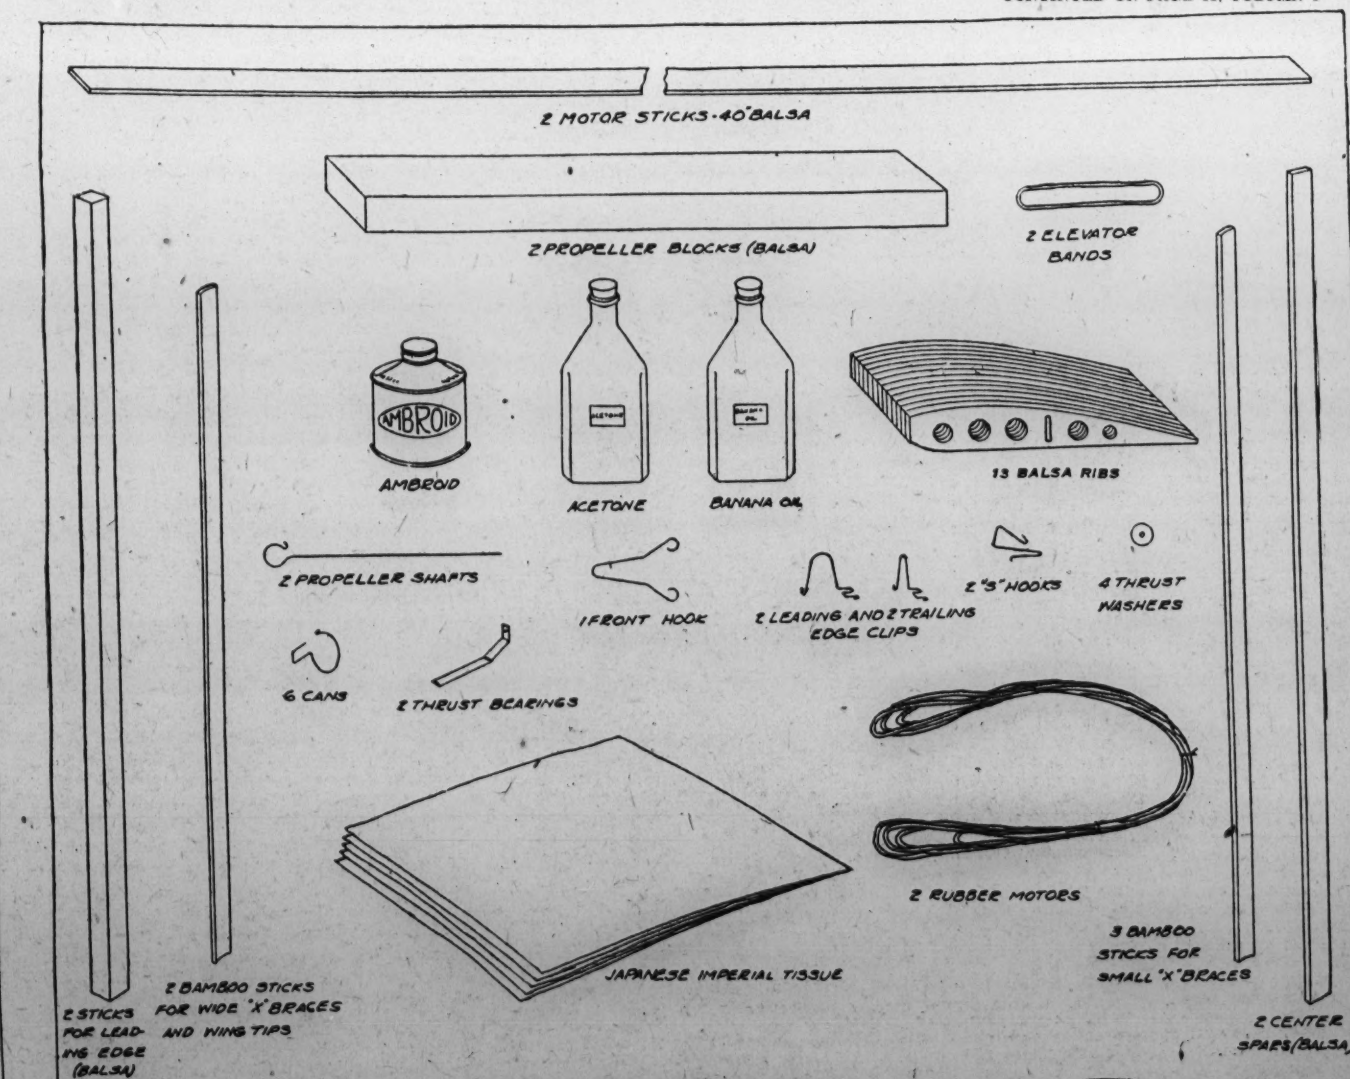 2 MOTOR STICKS-40" BALSA
2 PROPELLER BLOCKS (BALSA)
2 ELEVATOR
BANDS
AMBROID
AMBROID
ACETONE
ACETONE
BANANA
OIL
BANANA OIL
13 BALSA RIBS
2 PROPELLER SHAFTS
1 FRONT HOOK
2 LEADING AND 2 TRAILING
EDGE CLIPS
2 "S" HOOKS
4 THRUST
WASHERS
6 CANS
2 THRUST BEARINGS
2 RUBBER MOTORS
JAPANESE IMPERIAL TISSUE
2 STICKS
FOR LEAD-
ING EDGE
(BALSA)
2 BAMBOO STICKS
FOR WIDE "X" BRACES
AND WING TIPS
3 BAMBOO
STICKS FOR
SMALL "X" BRACES
2 CENTER
SPARS (BALSA)